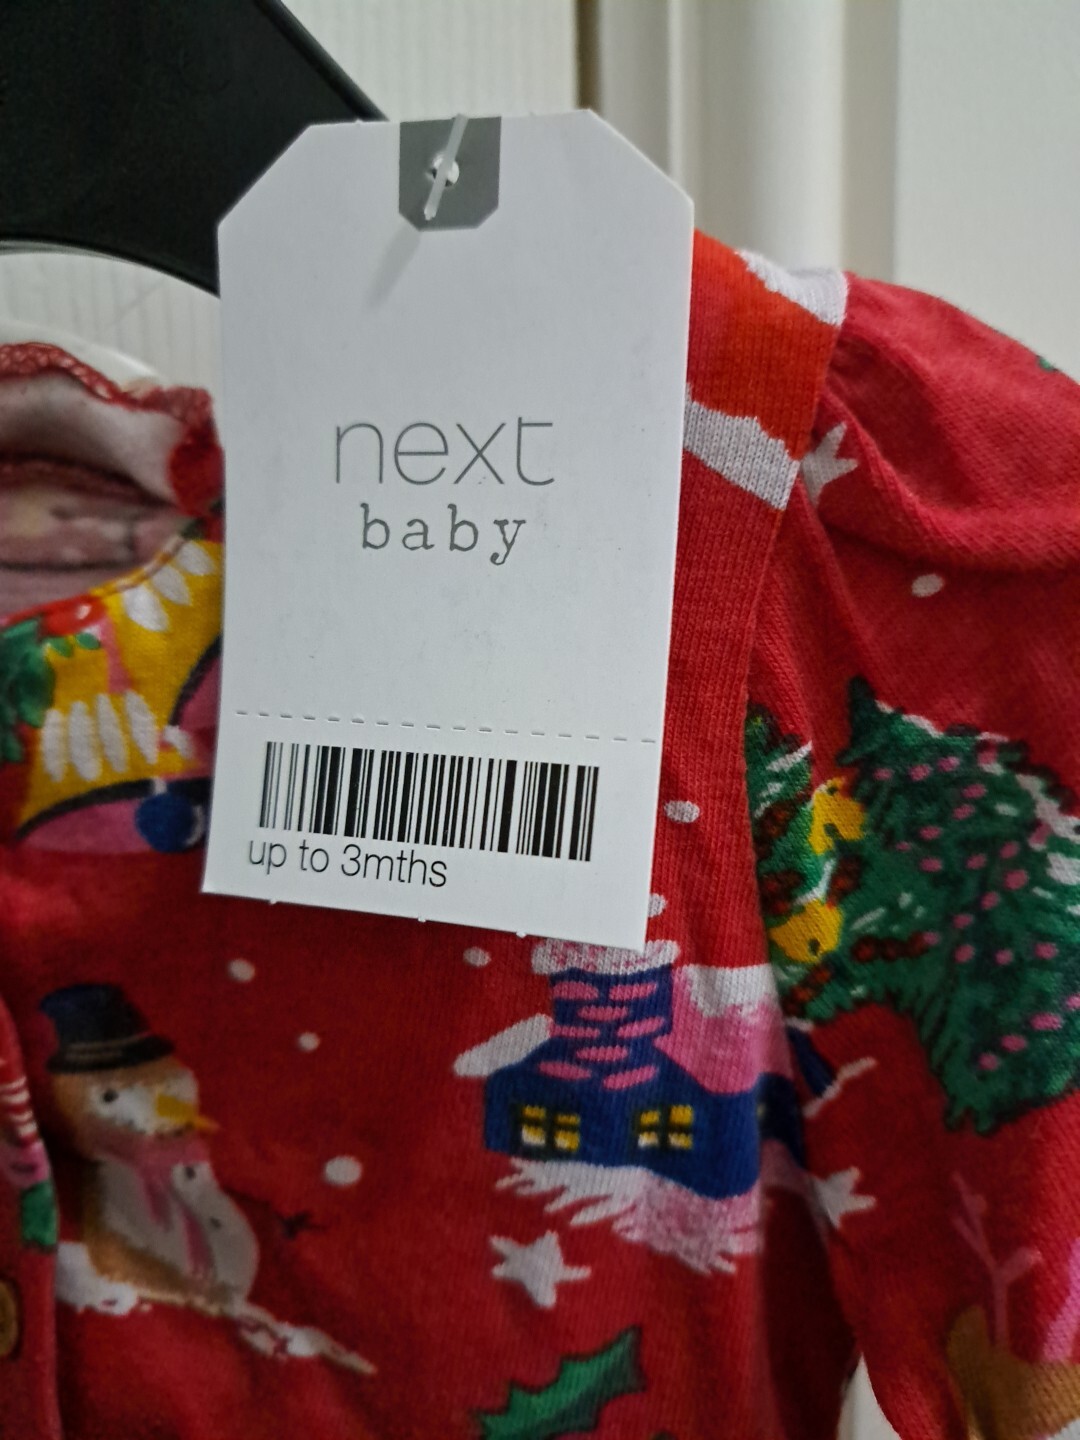 next
baby
up to 3mths